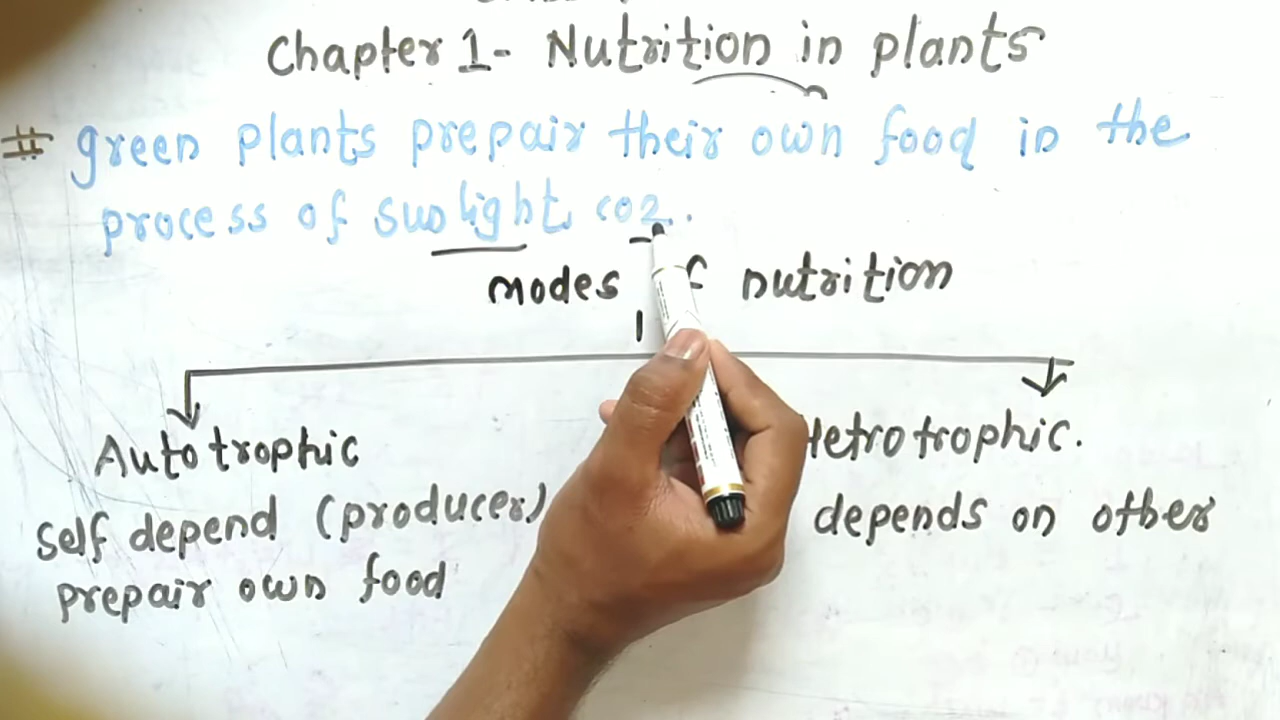 Chapter 1- Nutrition in plants
# green plants prepair their own food in the
process of sunlight, co2.
modes of nutrition
Autotrophic
Hetrotrophic.
self depend (producer)
depends on other
prepair own food